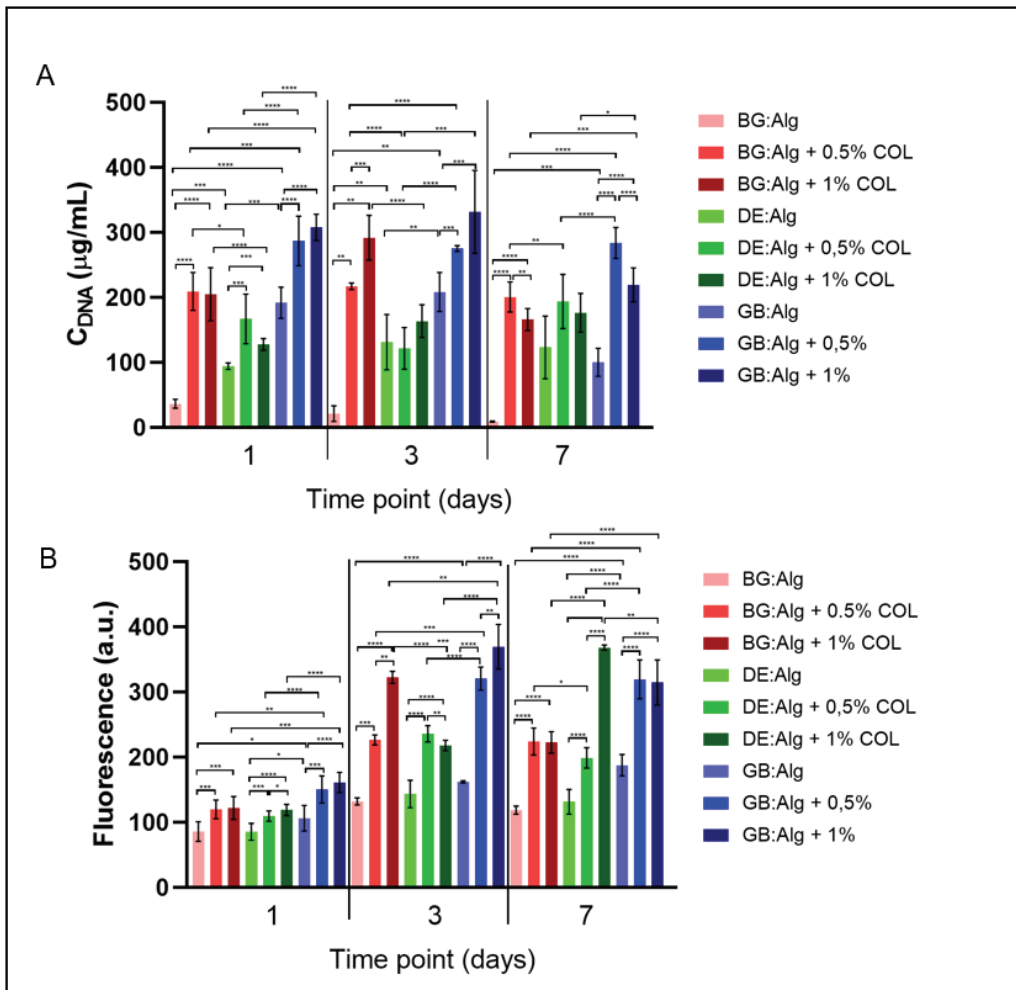 A
500
400
300
200
100
0
C_DNA (µg/mL)
1 3 7
Time point (days)
BG:Alg
BG:Alg + 0.5% COL
BG:Alg + 1% COL
DE:Alg
DE:Alg + 0,5% COL
DE:Alg + 1% COL
GB:Alg
GB:Alg + 0,5%
GB:Alg + 1%
B
500
400
300
200
100
0
Fluorescence (a.u.)
1 3 7
Time point (days)
BG:Alg
BG:Alg + 0.5% COL
BG:Alg + 1% COL
DE:Alg
DE:Alg + 0,5% COL
DE:Alg + 1% COL
GB:Alg
GB:Alg + 0,5%
GB:Alg + 1%